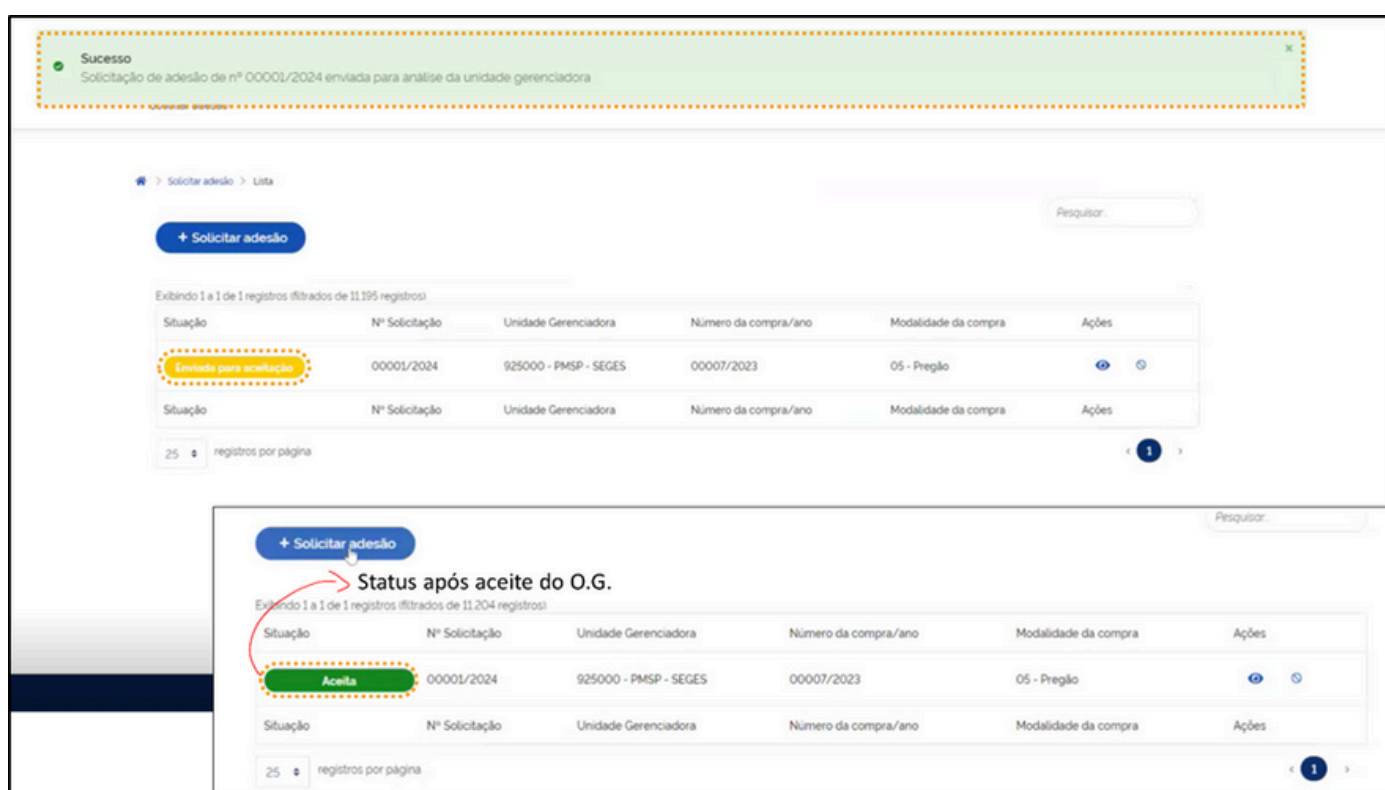 Sucesso
Solicitação de adesão de nº 00001/2024 enviada para análise da unidade gerenciadora
Solicitar adesão > Lista
Pesquisar...
+ Solicitar adesão
Exibindo 1 a 1 de 1 registros (filtrados de 11.195 registros)
Situação Nº Solicitação Unidade Gerenciadora Número da compra/ano Modalidade da compra Ações
Enviada para aceitação 00001/2024 925000 - PMSP - SEGES 00007/2023 05 - Pregão
Situação Nº Solicitação Unidade Gerenciadora Número da compra/ano Modalidade da compra Ações
25 registros por página ‹ 1 ›
Pesquisar...
+ Solicitar adesão
Status após aceite do O.G.
Exibindo 1 a 1 de 1 registros (filtrados de 11.204 registros)
Situação Nº Solicitação Unidade Gerenciadora Número da compra/ano Modalidade da compra Ações
Aceita 00001/2024 925000 - PMSP - SEGES 00007/2023 05 - Pregão
Situação Nº Solicitação Unidade Gerenciadora Número da compra/ano Modalidade da compra Ações
25 registros por página ‹ 1 ›